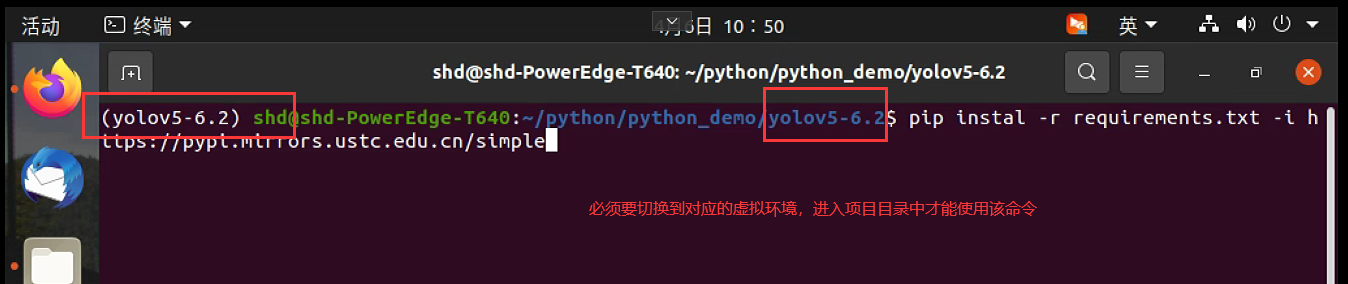 活动 终端 4月6日 10：50 英
shd@shd-PowerEdge-T640: ~/python/python_demo/yolov5-6.2
(yolov5-6.2) shd@shd-PowerEdge-T640:~/python/python_demo/yolov5-6.2$ pip instal -r requirements.txt -i h
ttps://pypi.mirrors.ustc.edu.cn/simple
必须要切换到对应的虚拟环境，进入项目目录中才能使用该命令